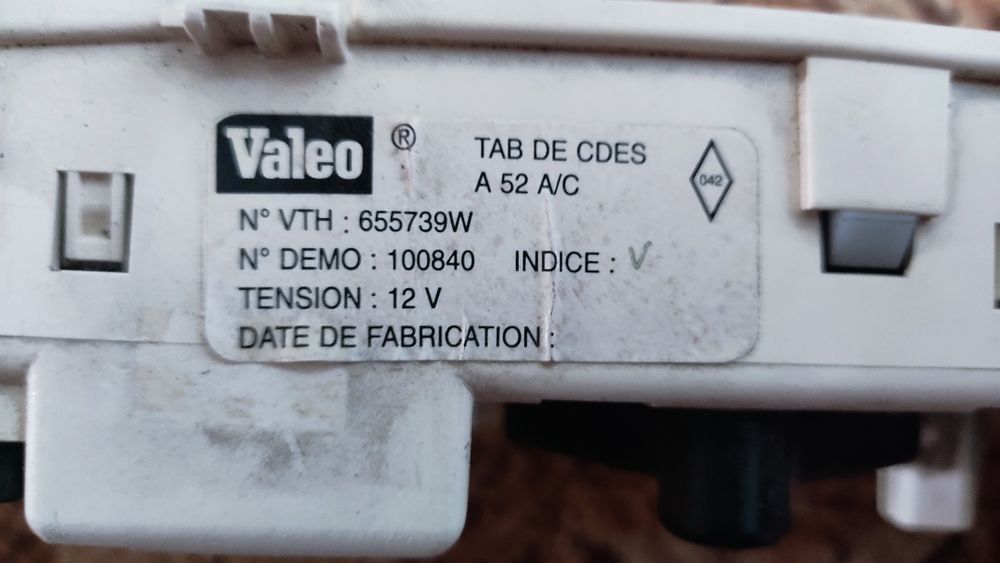 Valeo ®
TAB DE CDES
A 52 A/C
042
N° VTH : 655739W
N° DEMO : 100840 INDICE : V
TENSION : 12 V
DATE DE FABRICATION :